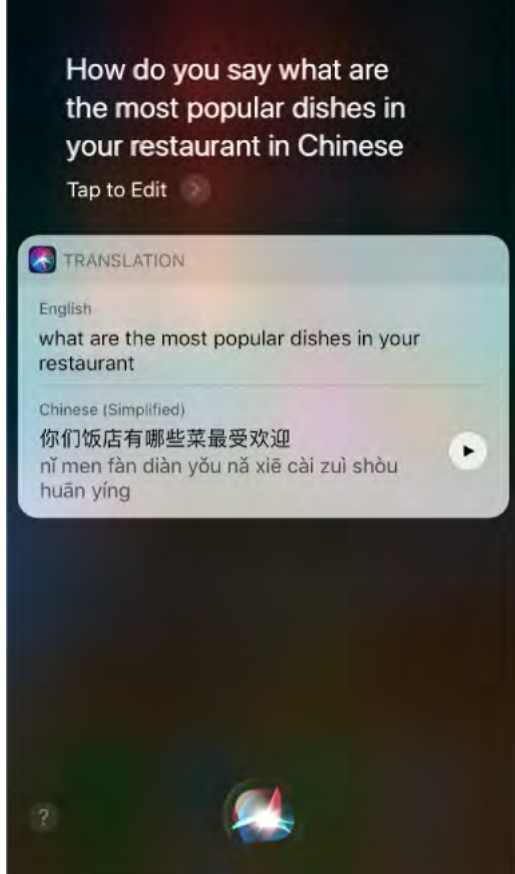 How do you say what are
the most popular dishes in
your restaurant in Chinese
Tap to Edit
TRANSLATION
English
what are the most popular dishes in your
restaurant
Chinese (Simplified)
你们饭店有哪些菜最受欢迎
nǐ men fàn diàn yǒu nǎ xiē cài zuì shòu
huān yíng
?